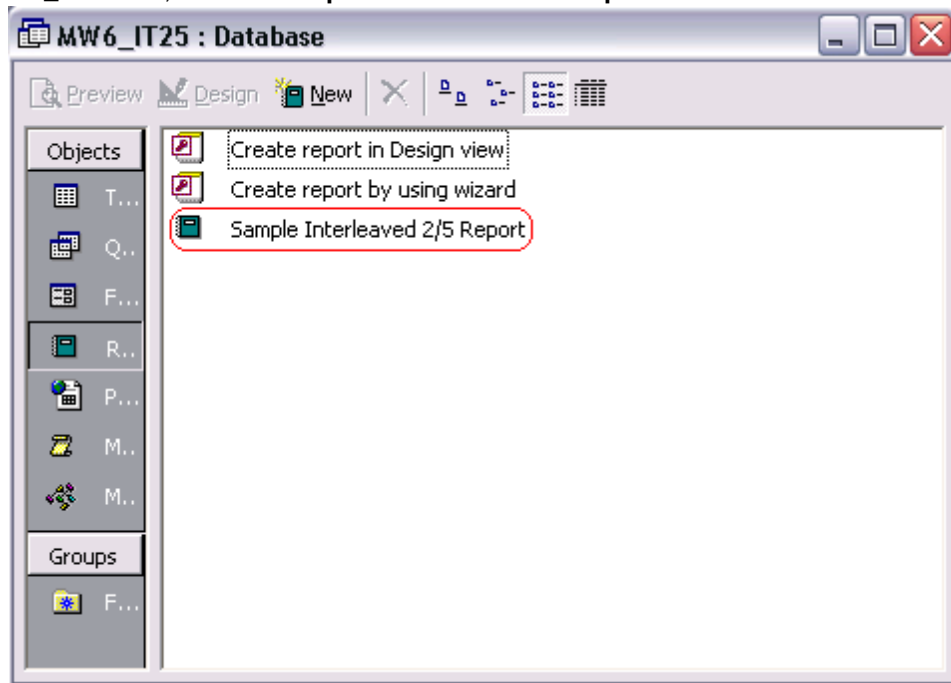 MW6_IT25 : Database
Preview Design New
Objects
T...
Q..
F...
R..
P...
M..
M..
Groups
F...
Create report in Design view
Create report by using wizard
Sample Interleaved 2/5 Report